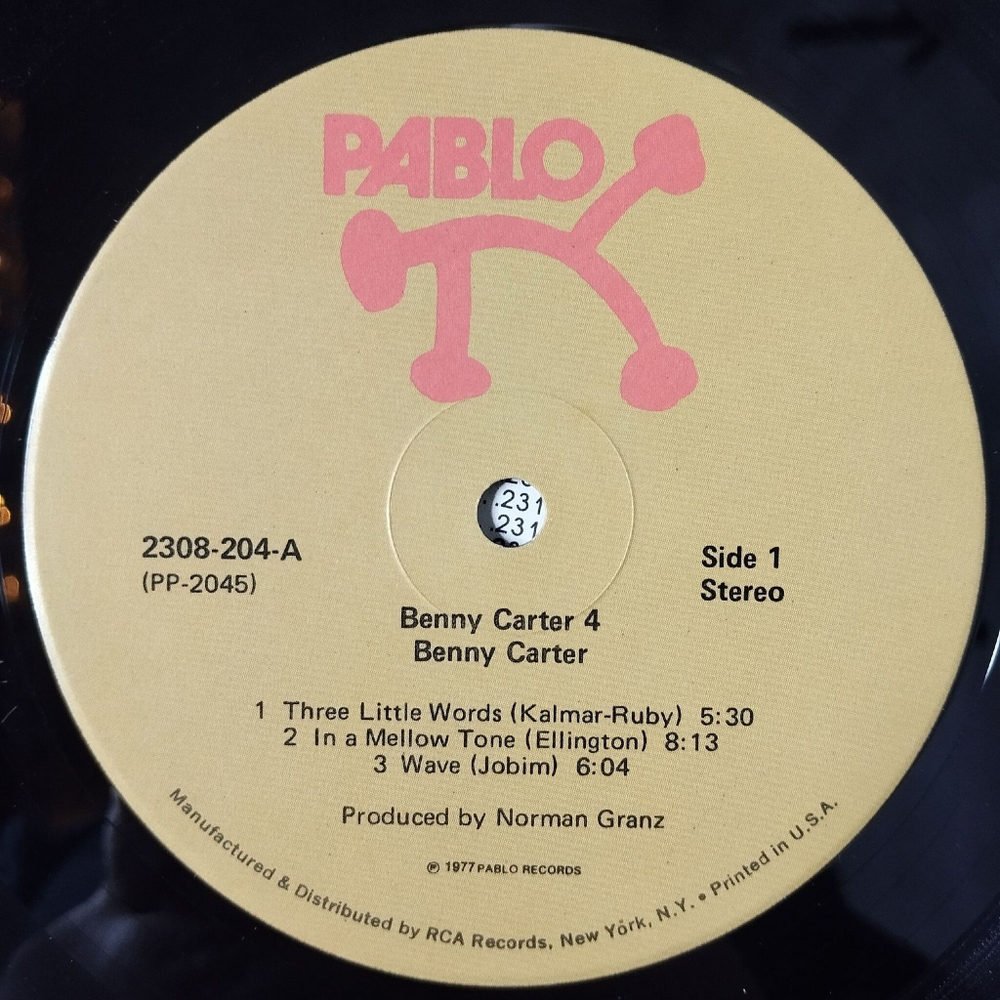 PABLO
.231
.231
2308-204-A
(PP-2045)
Side 1
Stereo
Benny Carter 4
Benny Carter
1 Three Little Words (Kalmar-Ruby) 5:30
2 In a Mellow Tone (Ellington) 8:13
3 Wave (Jobim) 6:04
Produced by Norman Granz
℗ 1977 PABLO RECORDS
Manufactured & Distributed by RCA Records, New York, N.Y. • Printed in U.S.A.